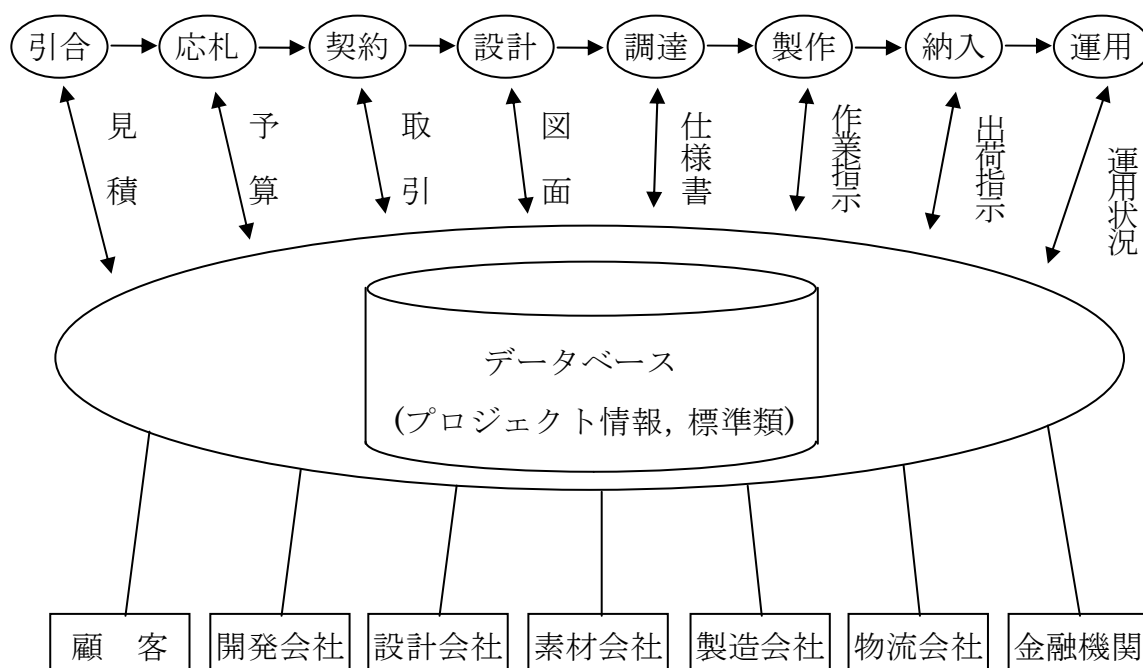 引合 応札 契約 設計 調達 製作 納入 運用
見積
予算
取引
図面
仕様書
作業指示
出荷指示
運用状況
データベース
(プロジェクト情報, 標準類)
顧 客 開発会社 設計会社 素材会社 製造会社 物流会社 金融機関